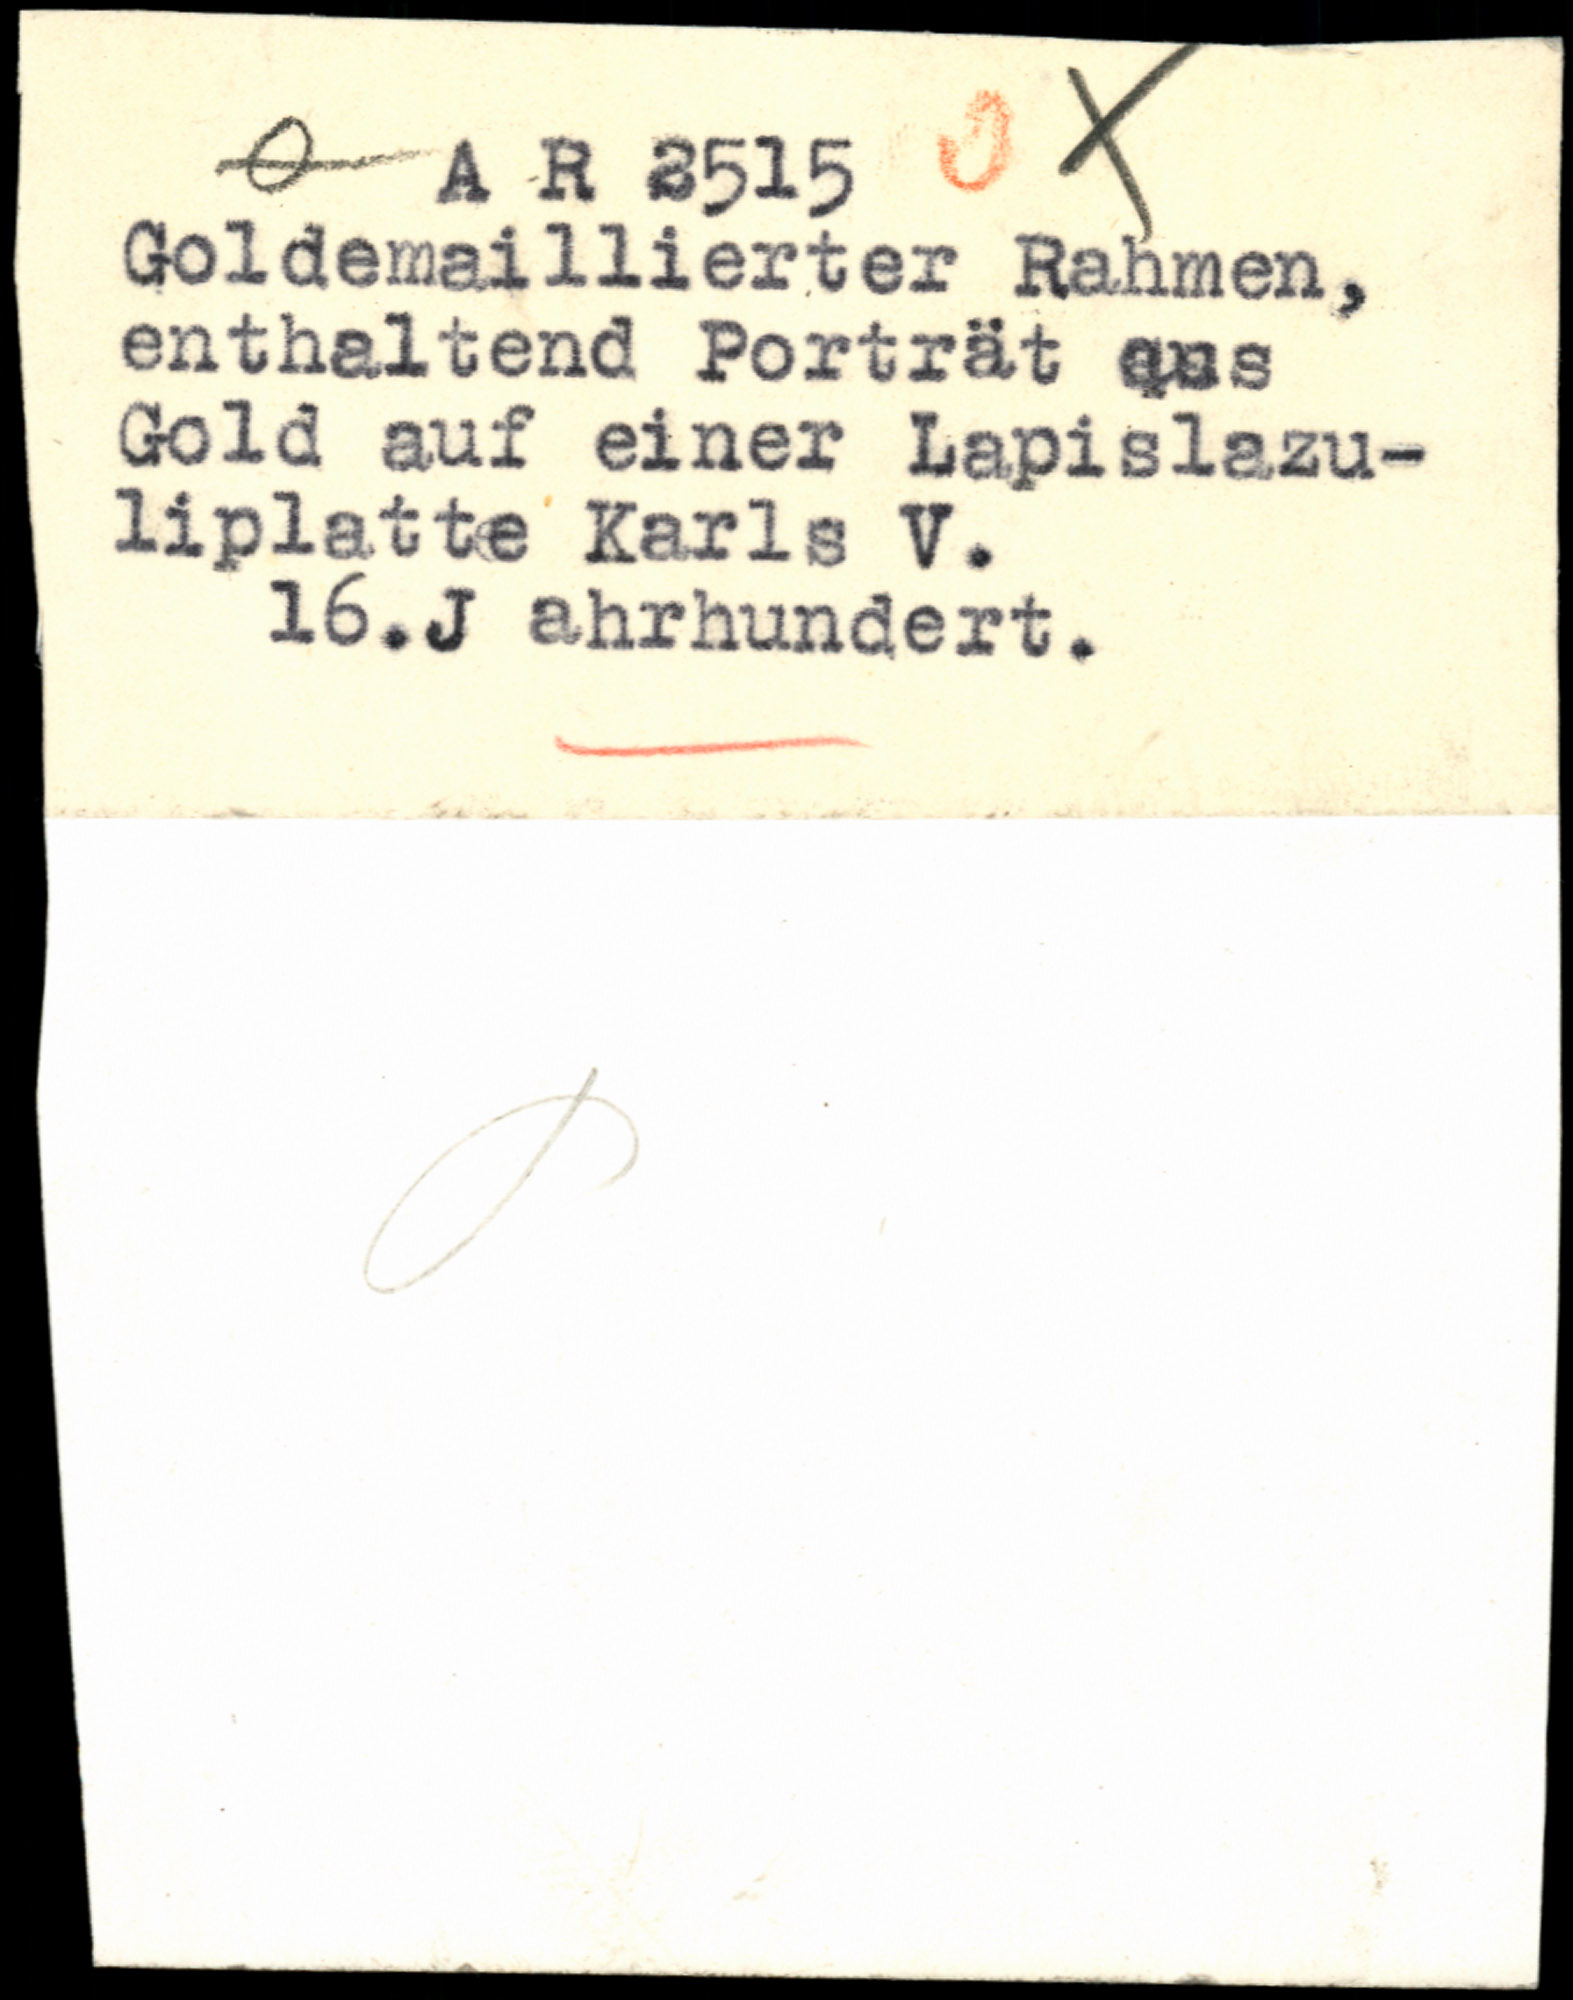 A R 2515
Goldemaillierter Rahmen,
enthaltend Porträt aus
Gold auf einer Lapislazu-
liplatte Karls V.
16.J ahrhundert.